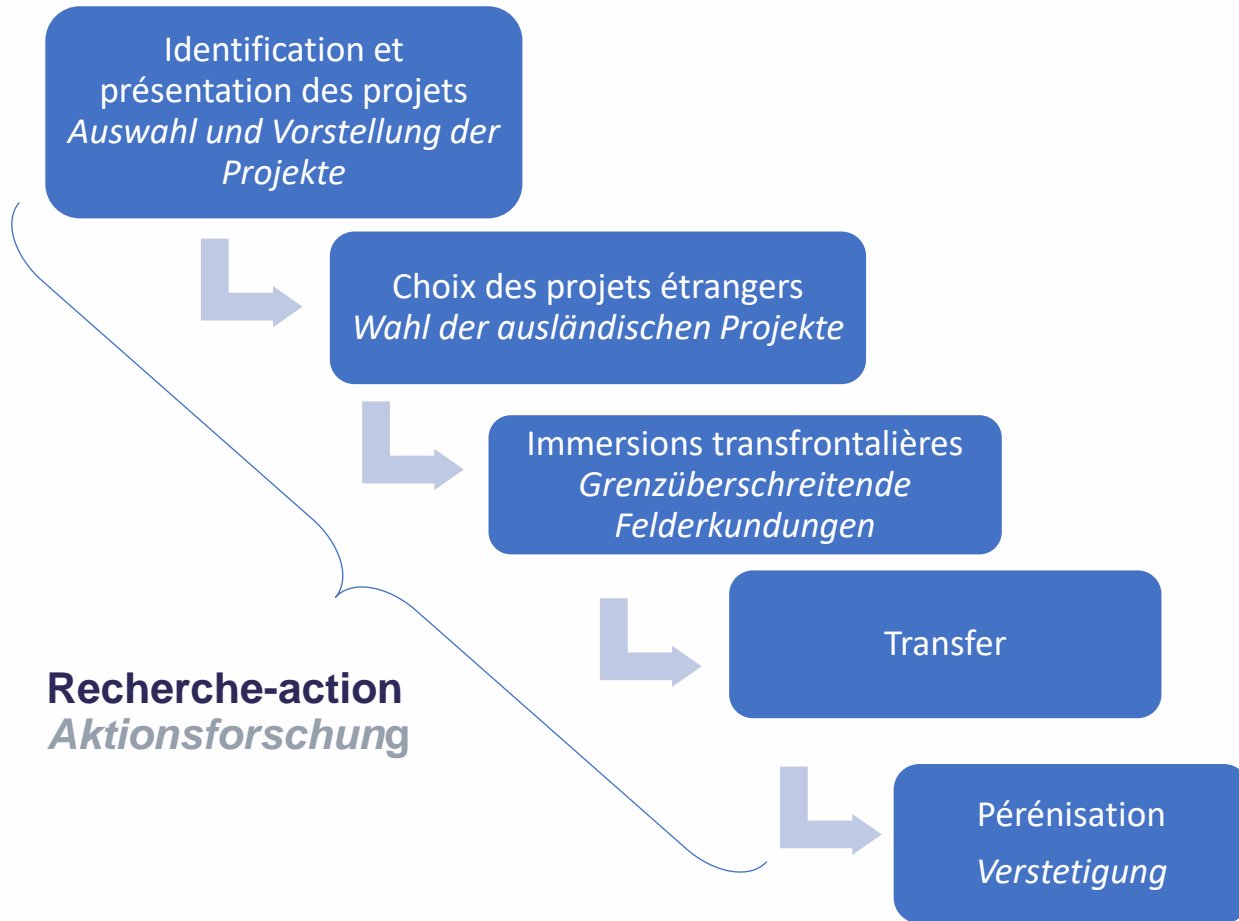 Identification et
présentation des projets
Auswahl und Vorstellung der
Projekte
Choix des projets étrangers
Wahl der ausländischen Projekte
Immersions transfrontalières
Grenzüberschreitende
Felderkundungen
Transfer
Recherche-action
Aktionsforschung
Pérénisation
Verstetigung